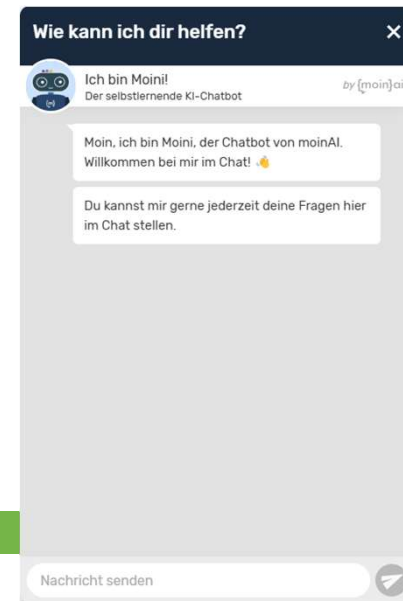 Wie kann ich dir helfen?
Ich bin Moini!
by {moin}ai
Der selbstlernende KI-Chatbot
Moin, ich bin Moini, der Chatbot von moinAI.
Willkommen bei mir im Chat! 👋
Du kannst mir gerne jederzeit deine Fragen hier
im Chat stellen.
Nachricht senden